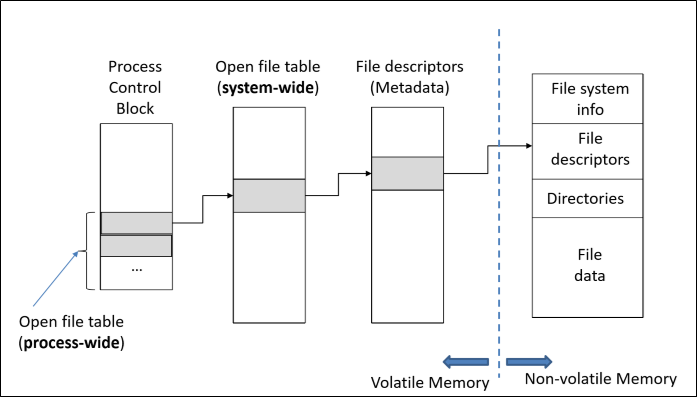 Process
Control
Block
Open file table
(system-wide)
File descriptors
(Metadata)
File system
info
File
descriptors
Directories
File
data
...
Open file table
(process-wide)
Volatile Memory
Non-volatile Memory